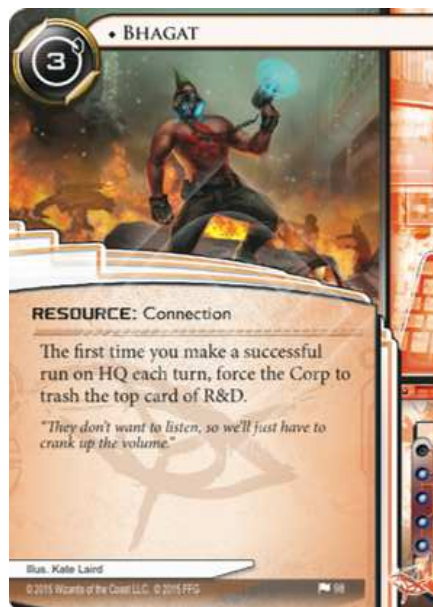 • BHAGAT
3
RESOURCE: Connection
The first time you make a successful
run on HQ each turn, force the Corp to
trash the top card of R&D.
"They don't want to listen, so we'll just have to
crank up the volume."
Illus. Kate Laird
© 2015 Wizards of the Coast LLC. © 2015 FFG
98